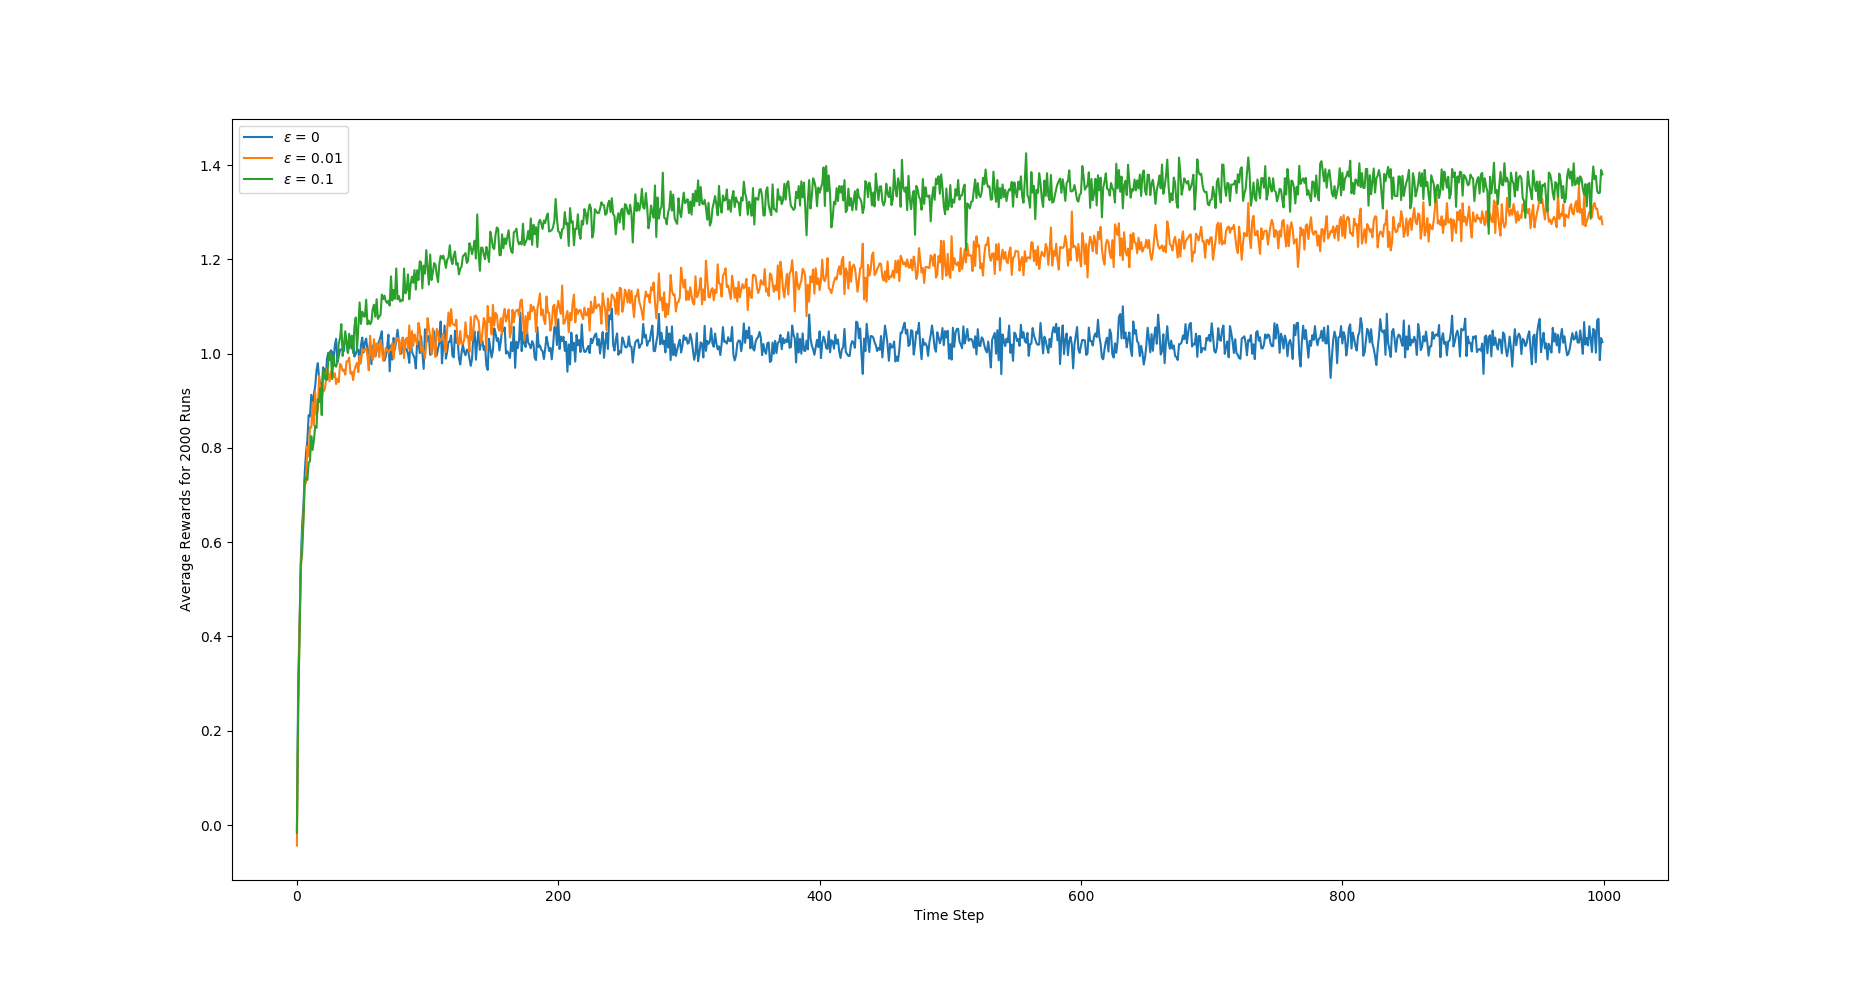 ε = 0
ε = 0.01
ε = 0.1
1.4
1.2
1.0
0.8
0.6
0.4
0.2
0.0
Average Rewards for 2000 Runs
0 200 400 600 800 1000
Time Step